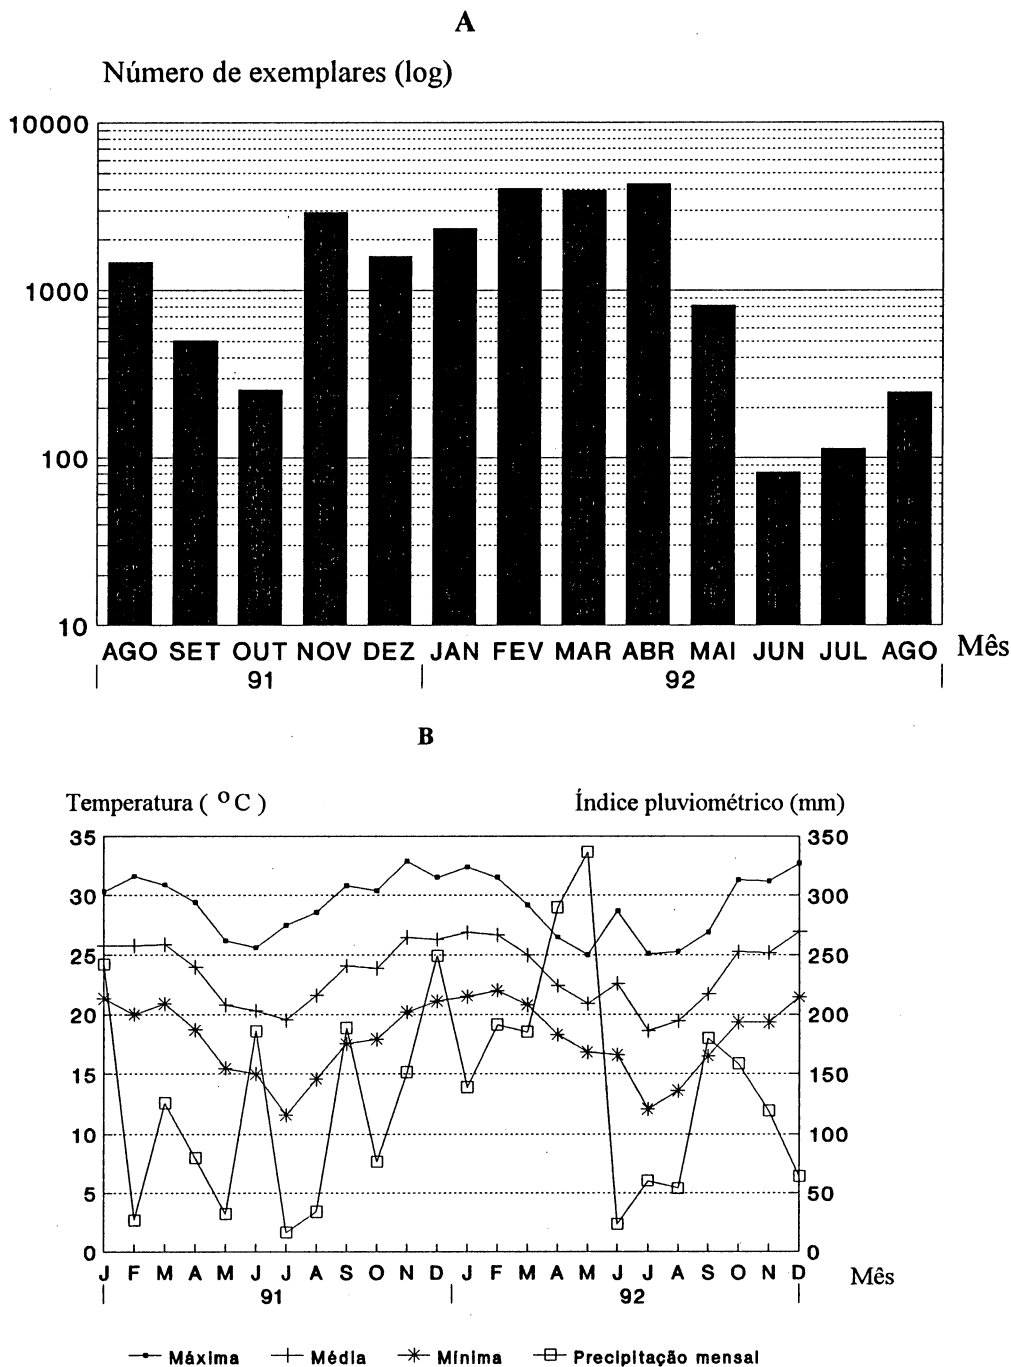 A
Número de exemplares (log)
10000
1000
100
10
AGO SET OUT NOV DEZ JAN FEV MAR ABR MAI JUN JUL AGO Mês
91 92
B
Temperatura ( °C ) Índice pluviométrico (mm)
35 350
30 300
25 250
20 200
15 150
10 100
5 50
0 0
J F M A M J J A S O N D J F M A M J J A S O N D Mês
91 92
Máxima Média Mínima Precipitação mensal